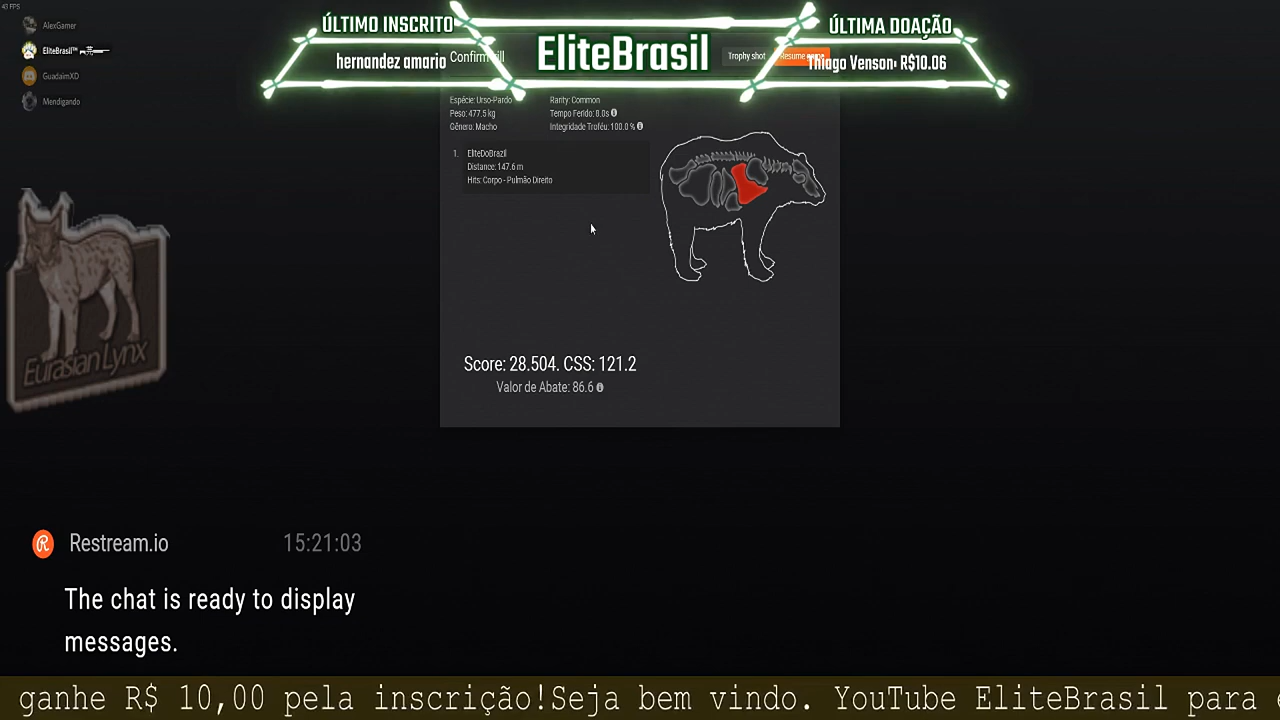 43 FPS
AlexGamer
EliteBrasil™
GuadaimXD
Mendigando
ÚLTIMO INSCRITO
hernandez amario
EliteBrasil
ÚLTIMA DOAÇÃO
Thiago Venson: R$10.06
Trophy shot
Espécie: Urso-Pardo
Peso: 477.5 kg
Gênero: Macho
Rarity: Common
Tempo Ferido: 0.0s
Integridade Troféu: 100.0 %
1. EliteDoBrazil
Distance: 147.6 m
Hits: Corpo - Pulmão Direito
Score: 28.504. CSS: 121.2
Valor de Abate: 86.6
Eurasian Lynx
Restream.io 15:21:03
The chat is ready to display
messages.
ganhe R$ 10,00 pela inscrição!Seja bem vindo. YouTube EliteBrasil para